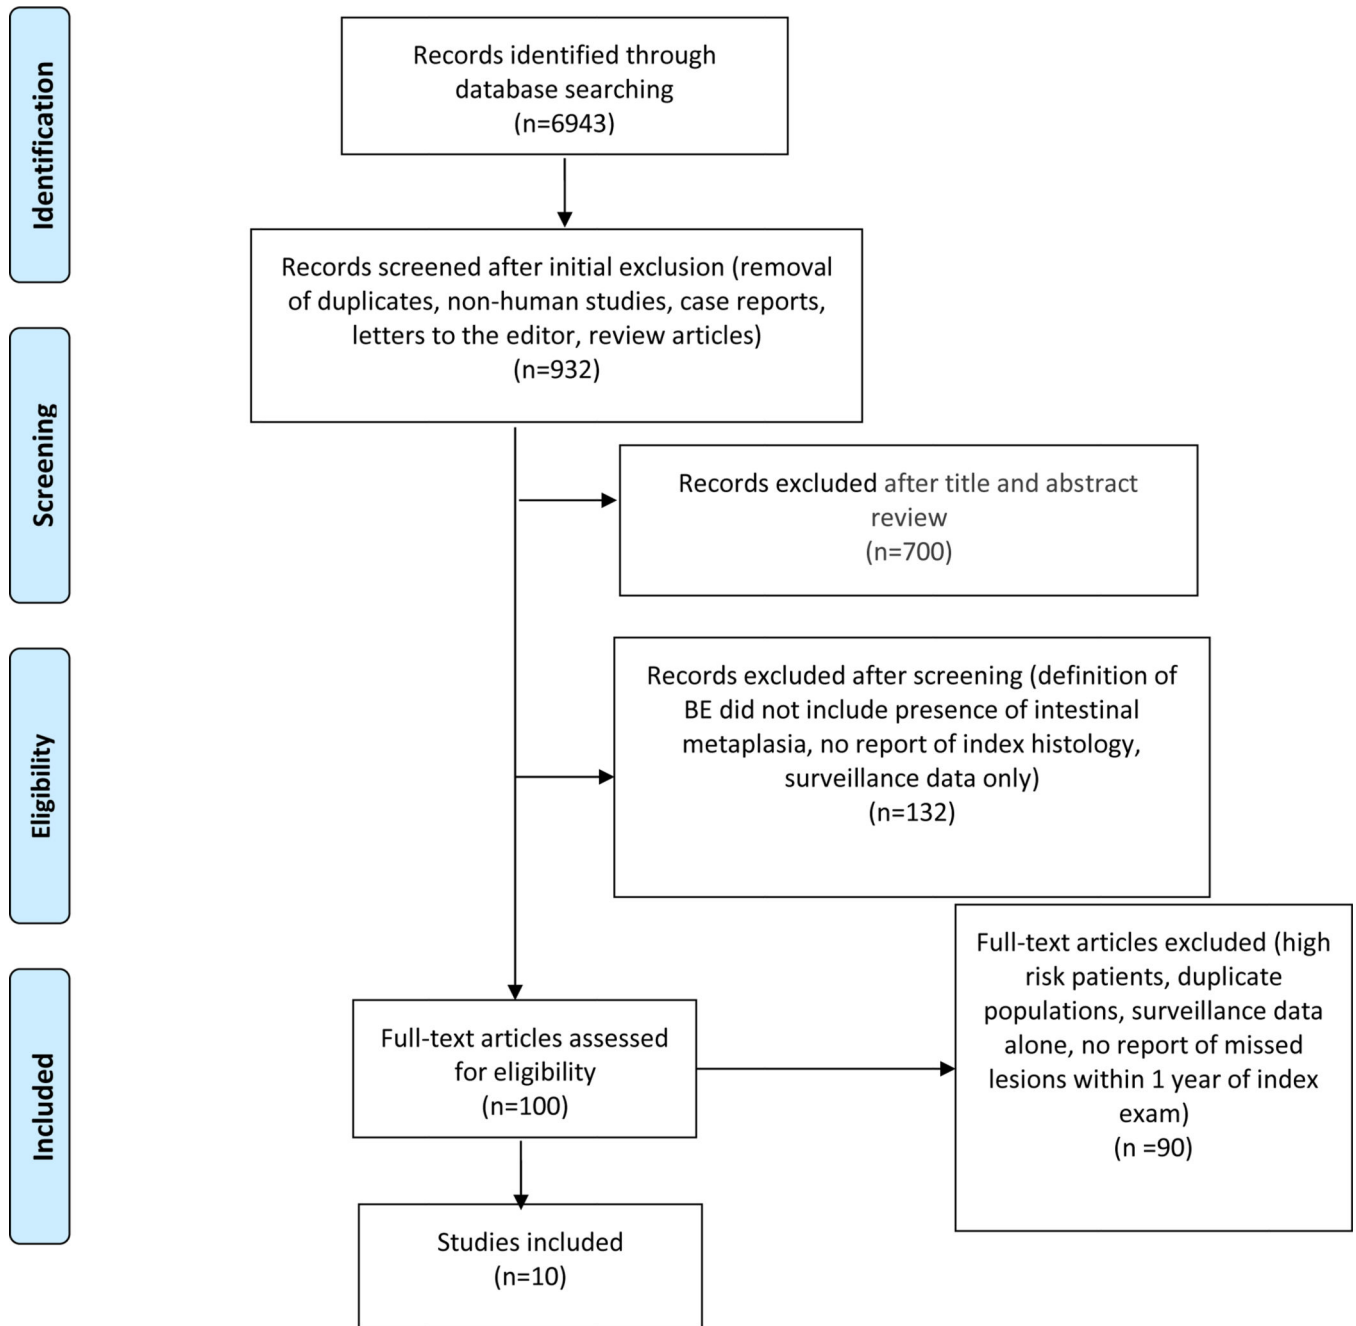 Identification
Records identified through
database searching
(n=6943)
Records screened after initial exclusion (removal
of duplicates, non-human studies, case reports,
letters to the editor, review articles)
(n=932)
Screening
Records excluded after title and abstract
review
(n=700)
Eligibility
Records excluded after screening (definition of
BE did not include presence of intestinal
metaplasia, no report of index histology,
surveillance data only)
(n=132)
Included
Full-text articles assessed
for eligibility
(n=100)
Full-text articles excluded (high
risk patients, duplicate
populations, surveillance data
alone, no report of missed
lesions within 1 year of index
exam)
(n =90)
Studies included
(n=10)